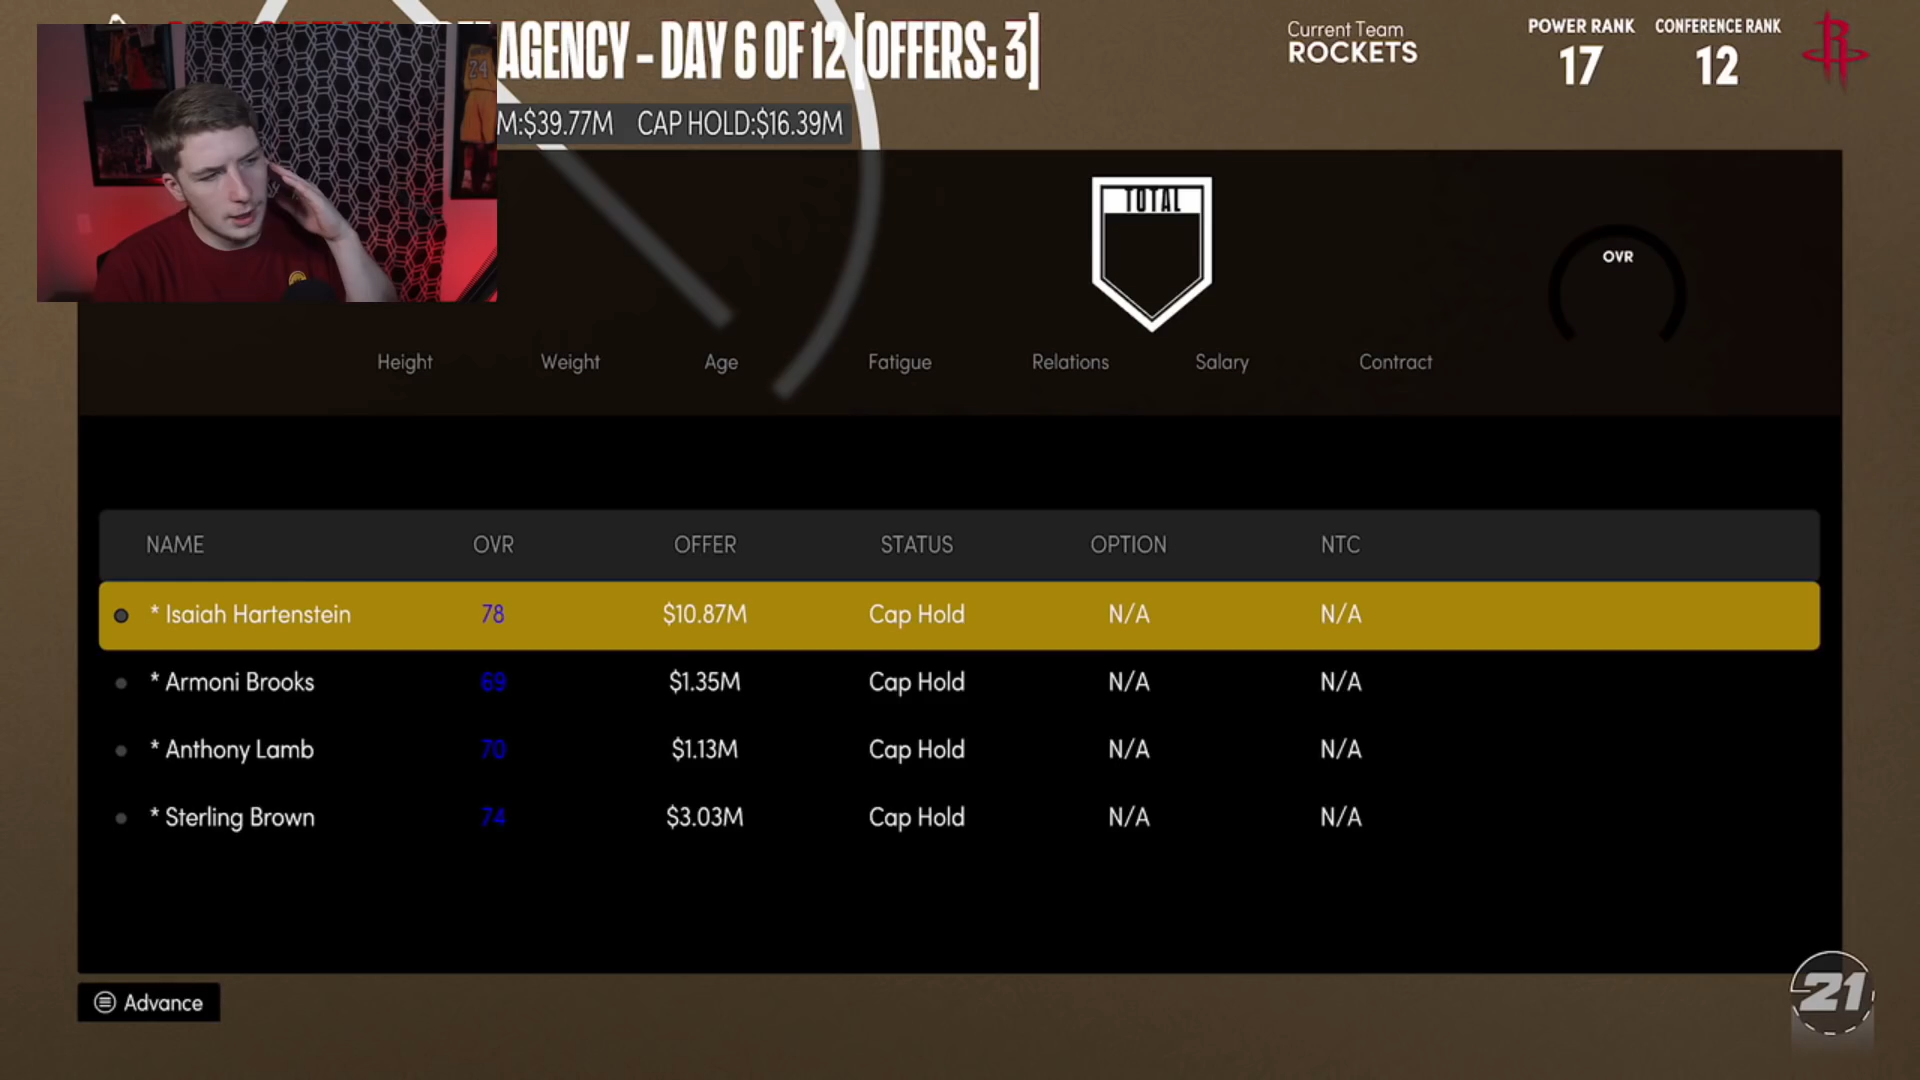 AGENCY – DAY 6 OF 12 [OFFERS: 3]
Current Team
ROCKETS
POWER RANK
17
CONFERENCE RANK
12
R
24
M:$39.77M CAP HOLD:$16.39M
TOTAL
OVR
Height Weight Age Fatigue Relations Salary Contract
NAME OVR OFFER STATUS OPTION NTC
* Isaiah Hartenstein 78 $10.87M Cap Hold N/A N/A
* Armoni Brooks 69 $1.35M Cap Hold N/A N/A
* Anthony Lamb 70 $1.13M Cap Hold N/A N/A
* Sterling Brown 74 $3.03M Cap Hold N/A N/A
Advance
21